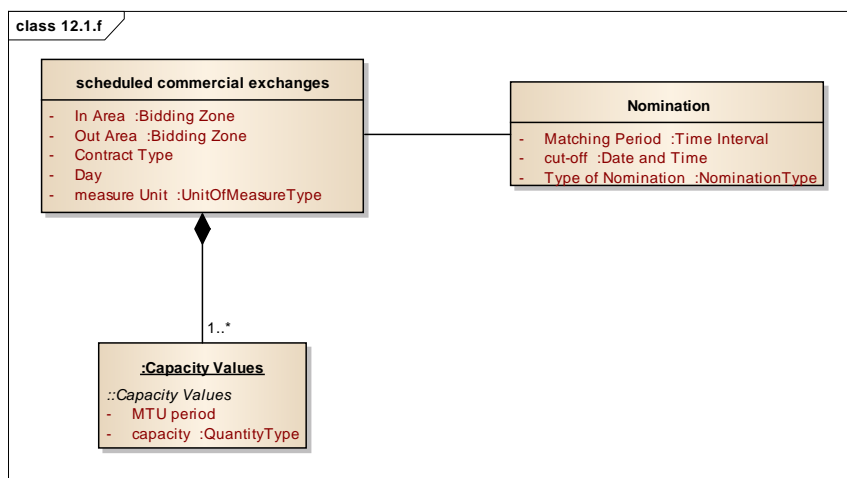 class 12.1.f
scheduled commercial exchanges
- In Area :Bidding Zone
- Out Area :Bidding Zone
- Contract Type
- Day
- measure Unit :UnitOfMeasureType
Nomination
- Matching Period :Time Interval
- cut-off :Date and Time
- Type of Nomination :NominationType
1..*
:Capacity Values
::Capacity Values
- MTU period
- capacity :QuantityType